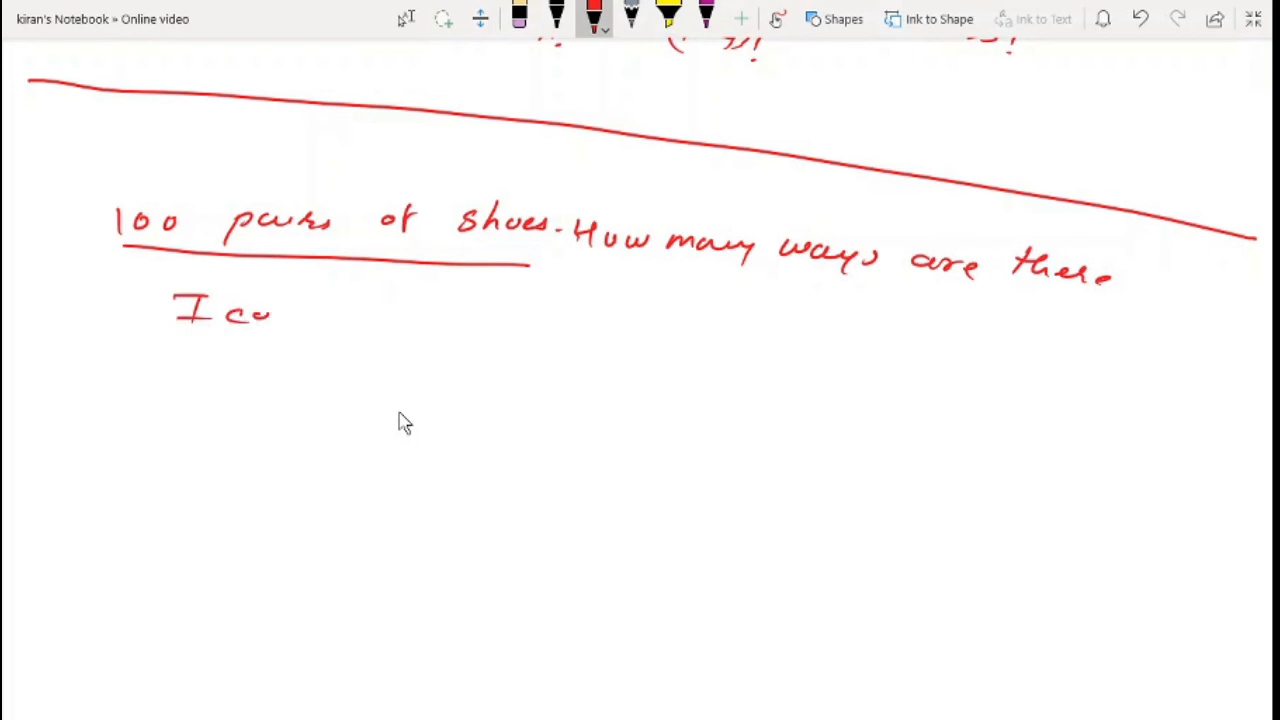 kiran's Notebook » Online video
Shapes
Ink to Shape
Ink to Text
100 pairs of shoes. How many ways are there
I co